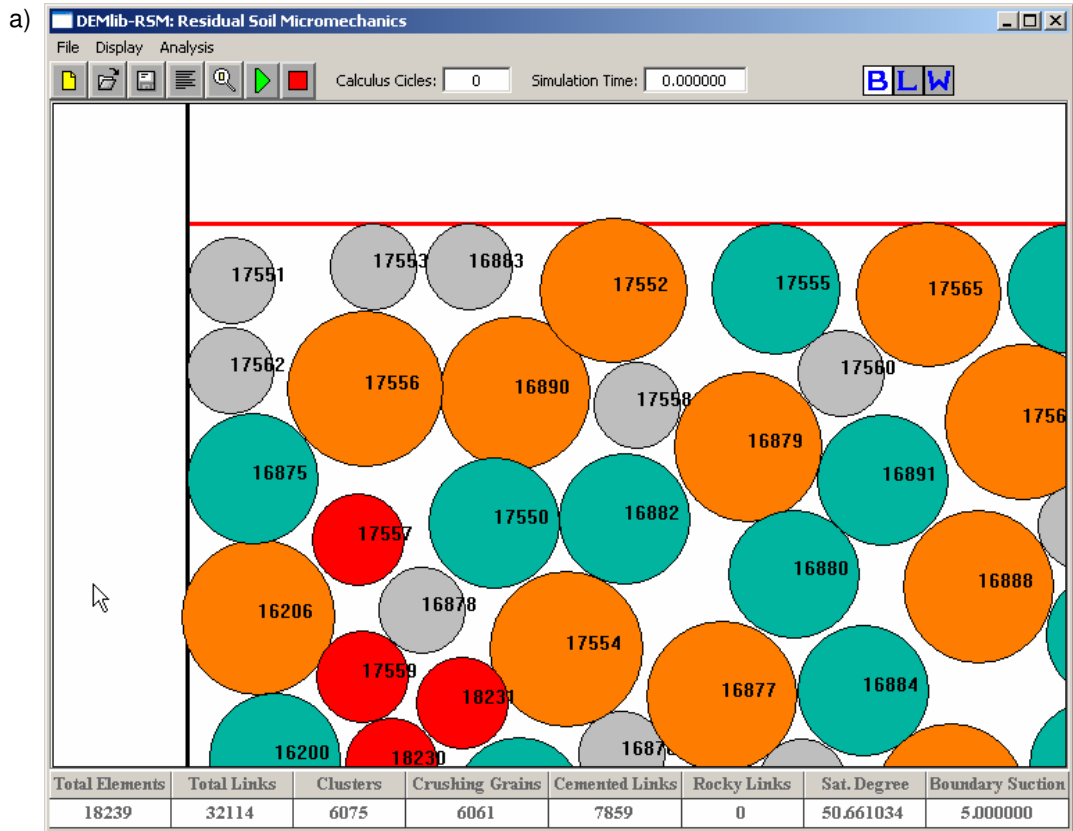 a)
DEMlib-RSM: Residual Soil Micromechanics
File Display Analysis
Calculus Cicles: 0 Simulation Time: 0.000000 B L W
17551 17553 16883
17552 17555 17565
17562 17556 16890 17558 17560
16879 1756
16875 17550 16882 16891
17557 16880 16888
16878
16206 17554
17559 18231 16877 16884
16200 18230 1687
Total Elements Total Links Clusters Crushing Grains Cemented Links Rocky Links Sat. Degree Boundary Suction
18239 32114 6075 6061 7859 0 50.661034 5.000000